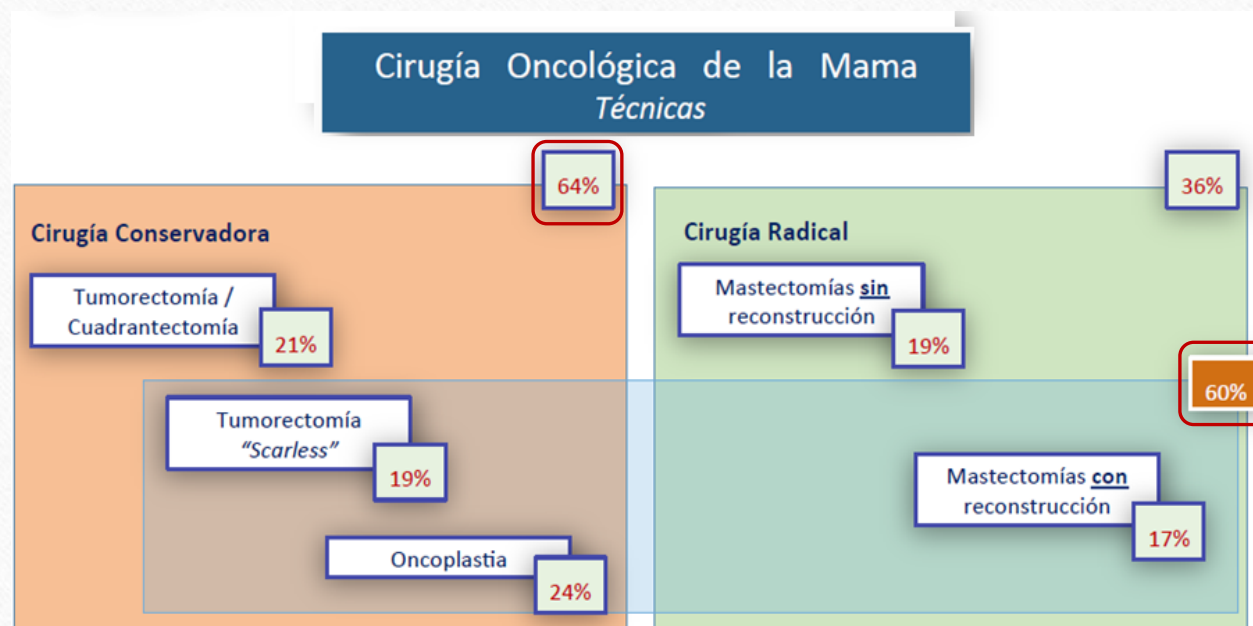 Cirugía Oncológica de la Mama
Técnicas
64%
36%
Cirugía Conservadora
Cirugía Radical
Tumorectomía /
Cuadrantectomía
21%
Mastectomías sin
reconstrucción
19%
60%
Tumorectomía
“Scarless”
19%
Mastectomías con
reconstrucción
17%
Oncoplastia
24%